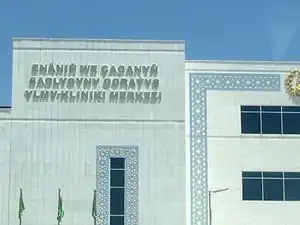 ENÄNIŇ WE ÇAGANYŇ
SAGLYGYNY GORAÝYŞ
YLMY-KLINIKI MERKEZI